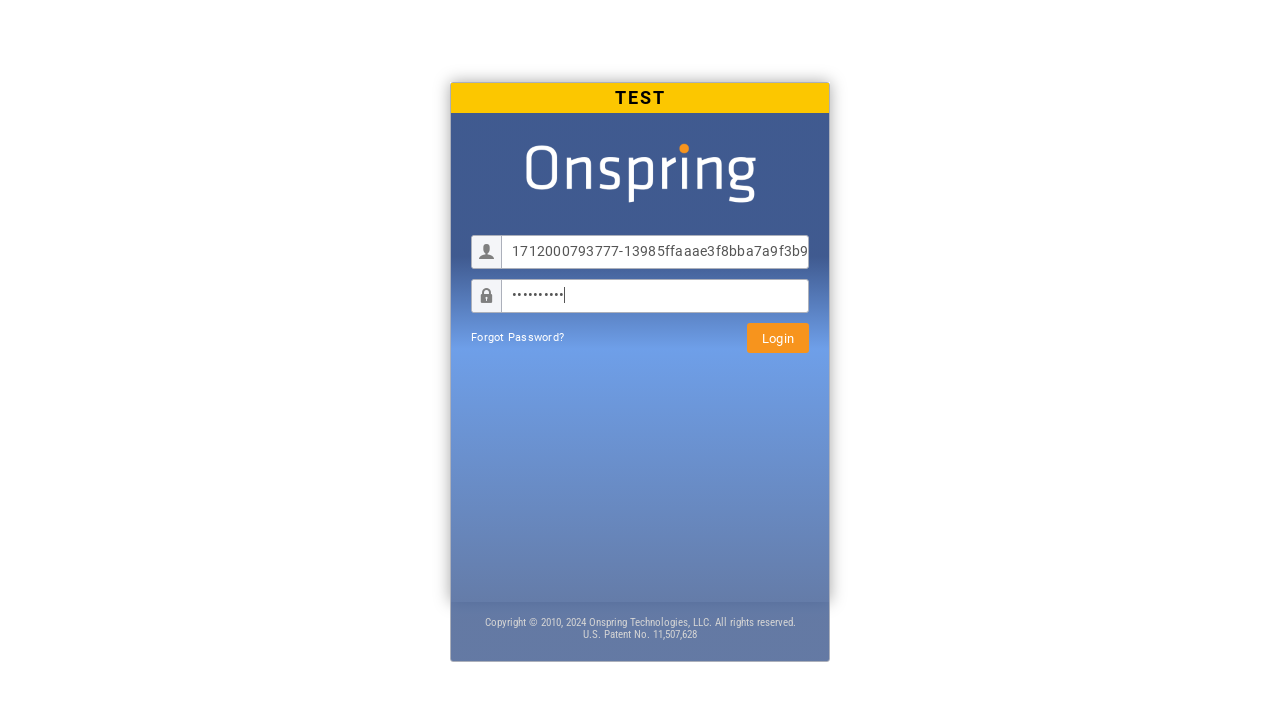 TEST
Onspring
1712000793777-13985ffaaae3f8bba7a9f3b9
••••••••••
Forgot Password?
Login
Copyright © 2010, 2024 Onspring Technologies, LLC. All rights reserved.
U.S. Patent No. 11,507,628